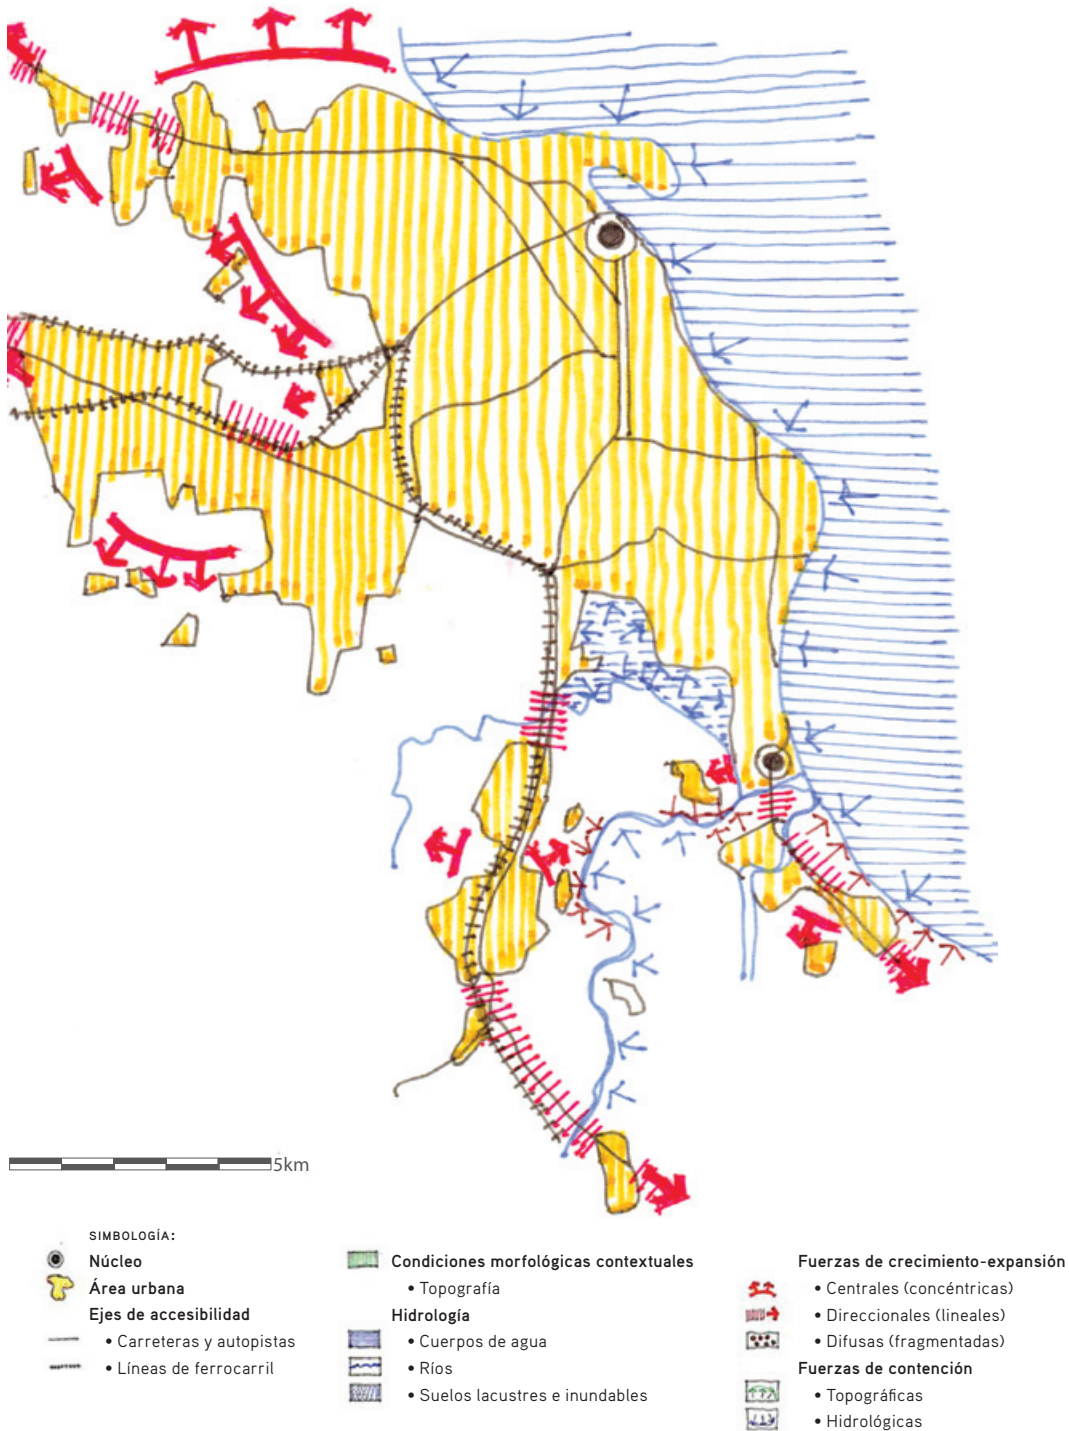 5km
SIMBOLOGÍA:
Núcleo
Área urbana
Ejes de accesibilidad
• Carreteras y autopistas
• Líneas de ferrocarril
Condiciones morfológicas contextuales
• Topografía
Hidrología
• Cuerpos de agua
• Ríos
• Suelos lacustres e inundables
Fuerzas de crecimiento-expansión
• Centrales (concéntricas)
• Direccionales (lineales)
• Difusas (fragmentadas)
Fuerzas de contención
• Topográficas
• Hidrológicas